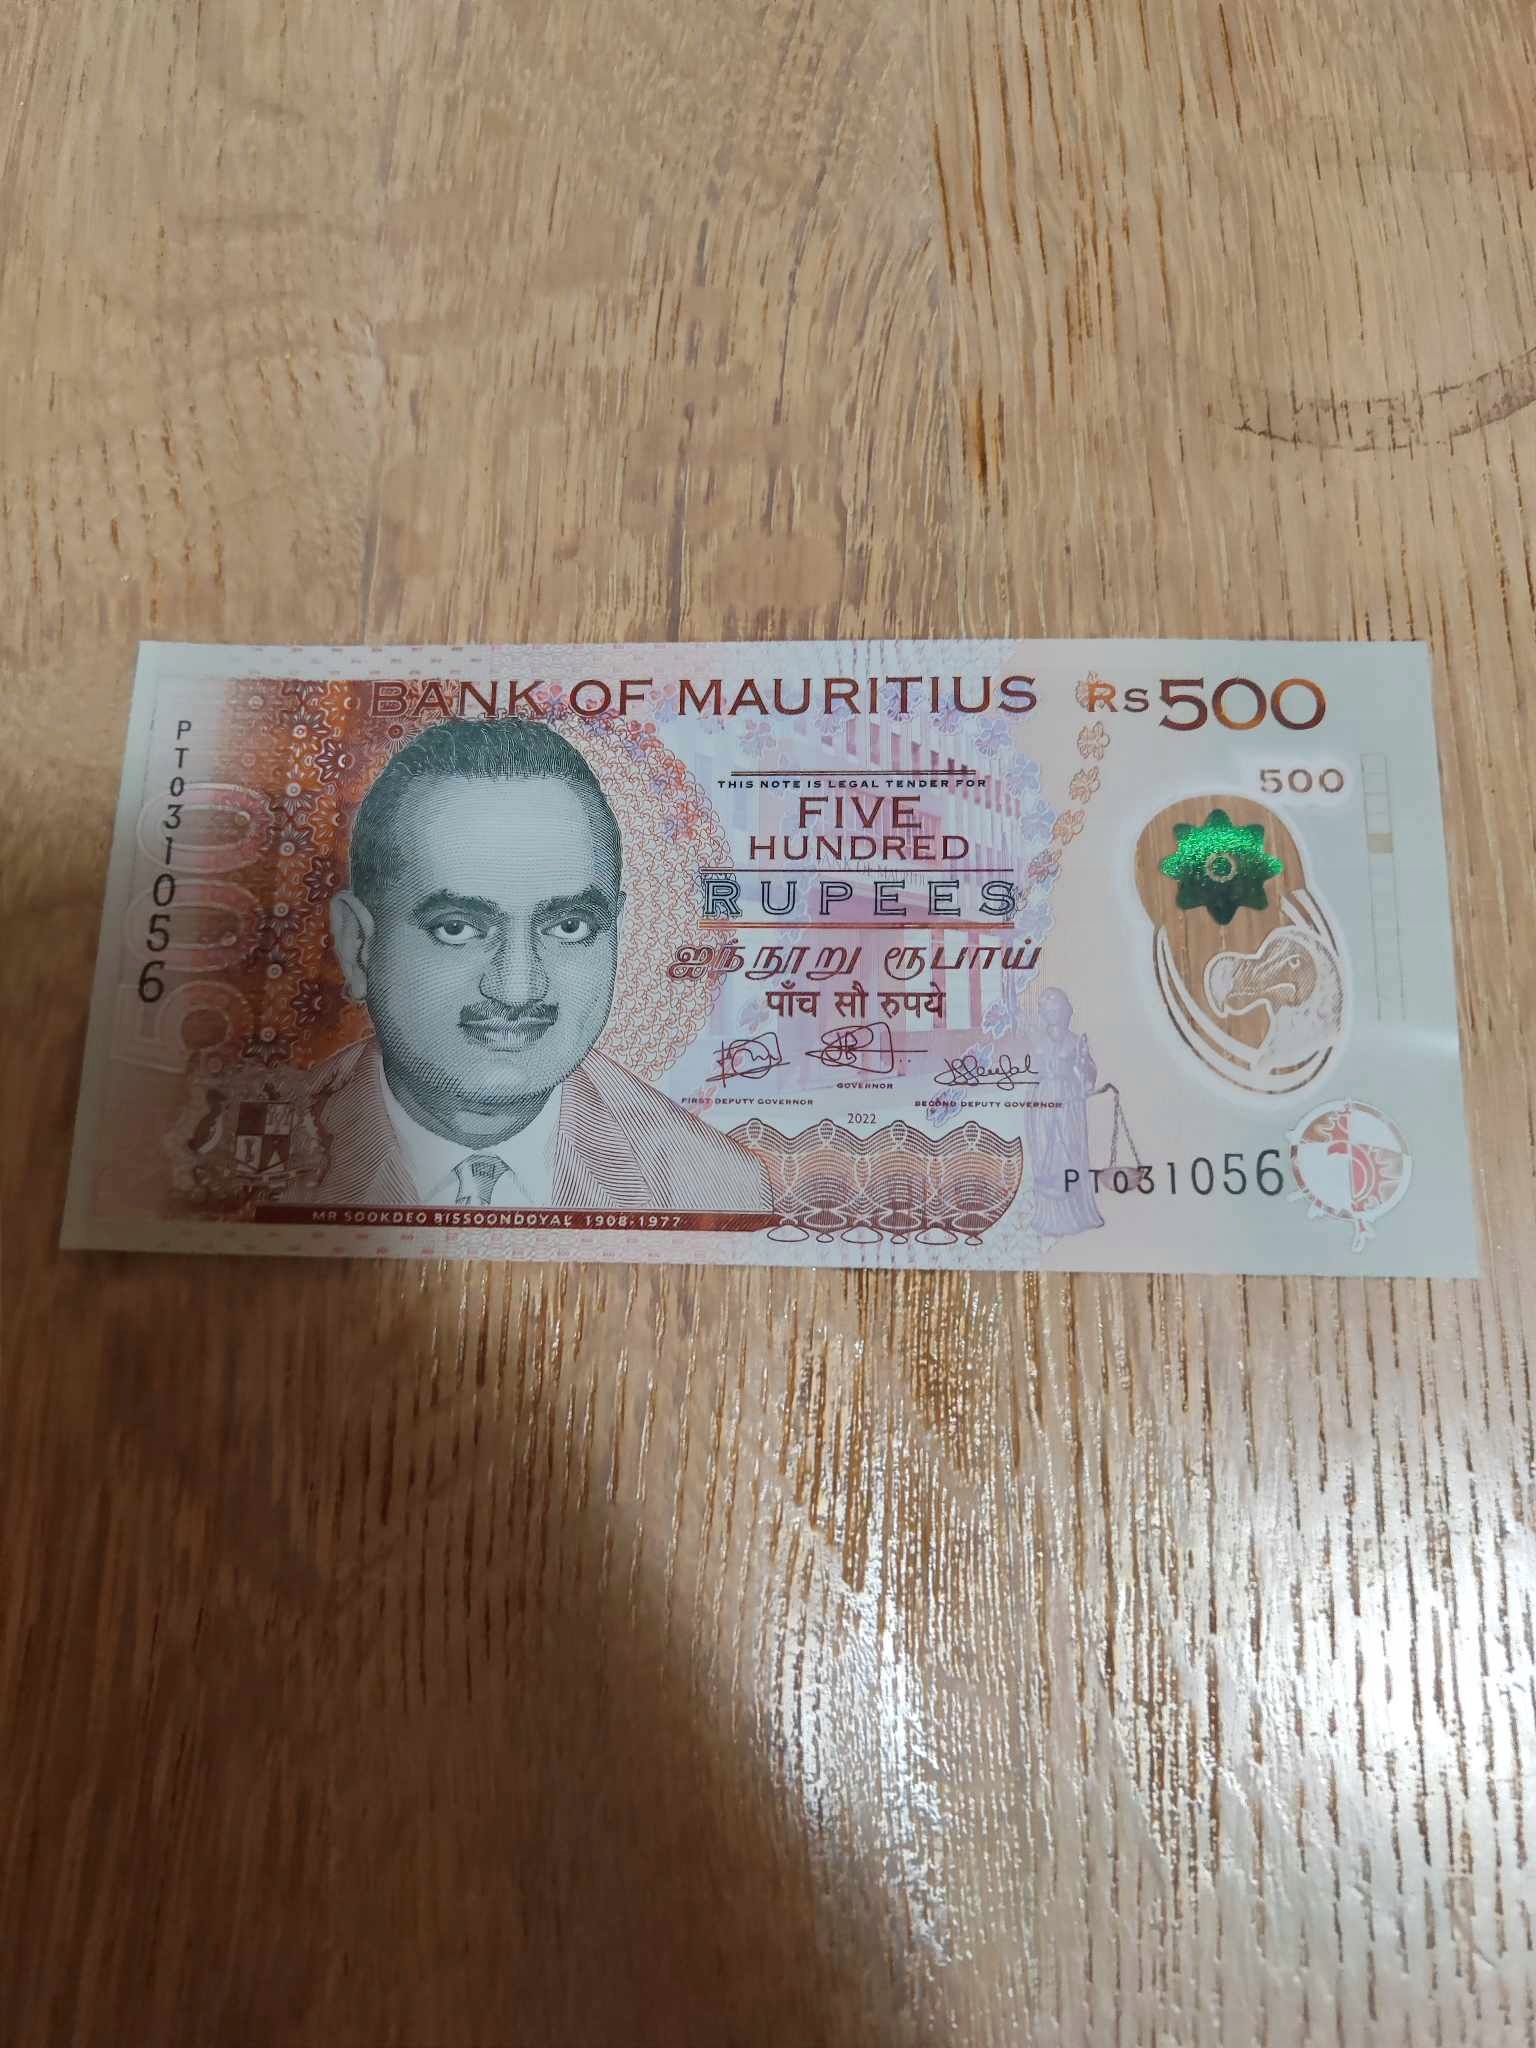 BANK OF MAURITIUS
Rs500
500
PT031056
500
THIS NOTE IS LEGAL TENDER FOR
FIVE
HUNDRED
RUPEES
ஐந்நூறு ரூபாய்
पाँच सौ रुपये
GOVERNOR
FIRST DEPUTY GOVERNOR
SECOND DEPUTY GOVERNOR
2022
PT031056
MR SOOKDEO BISSOONDOYAL 1908-1977